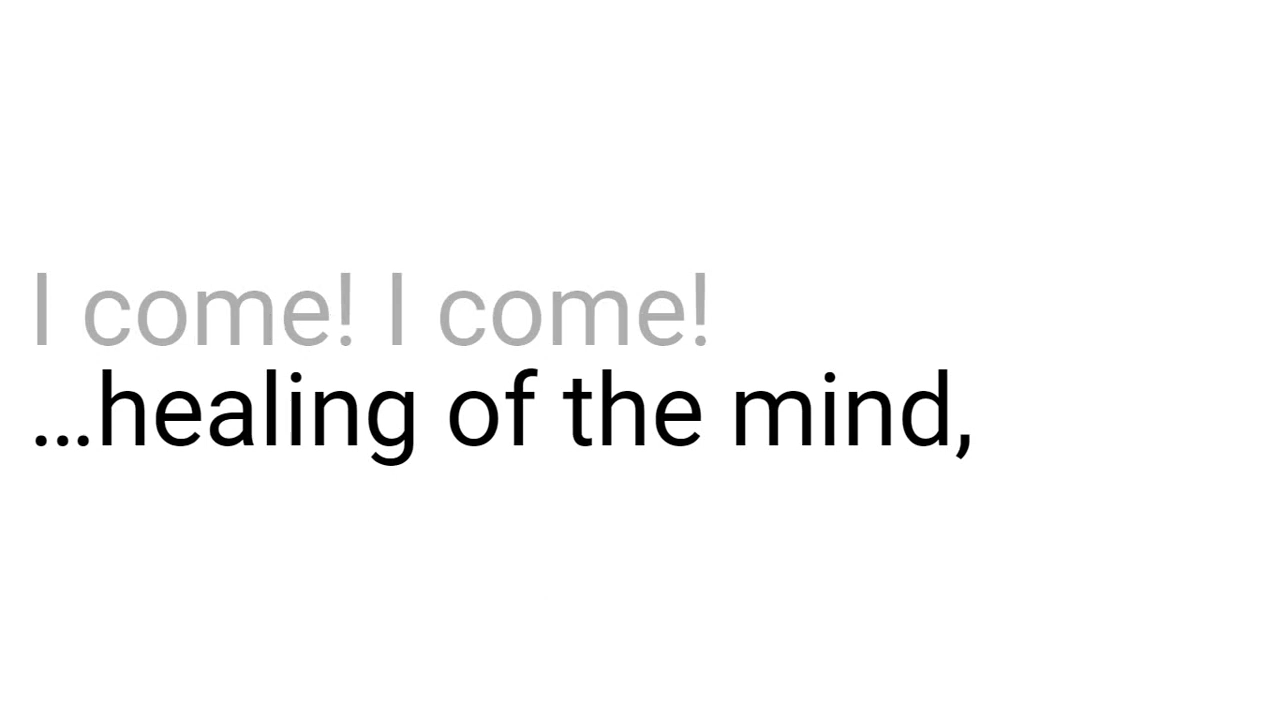 I come! I come!
…healing of the mind,